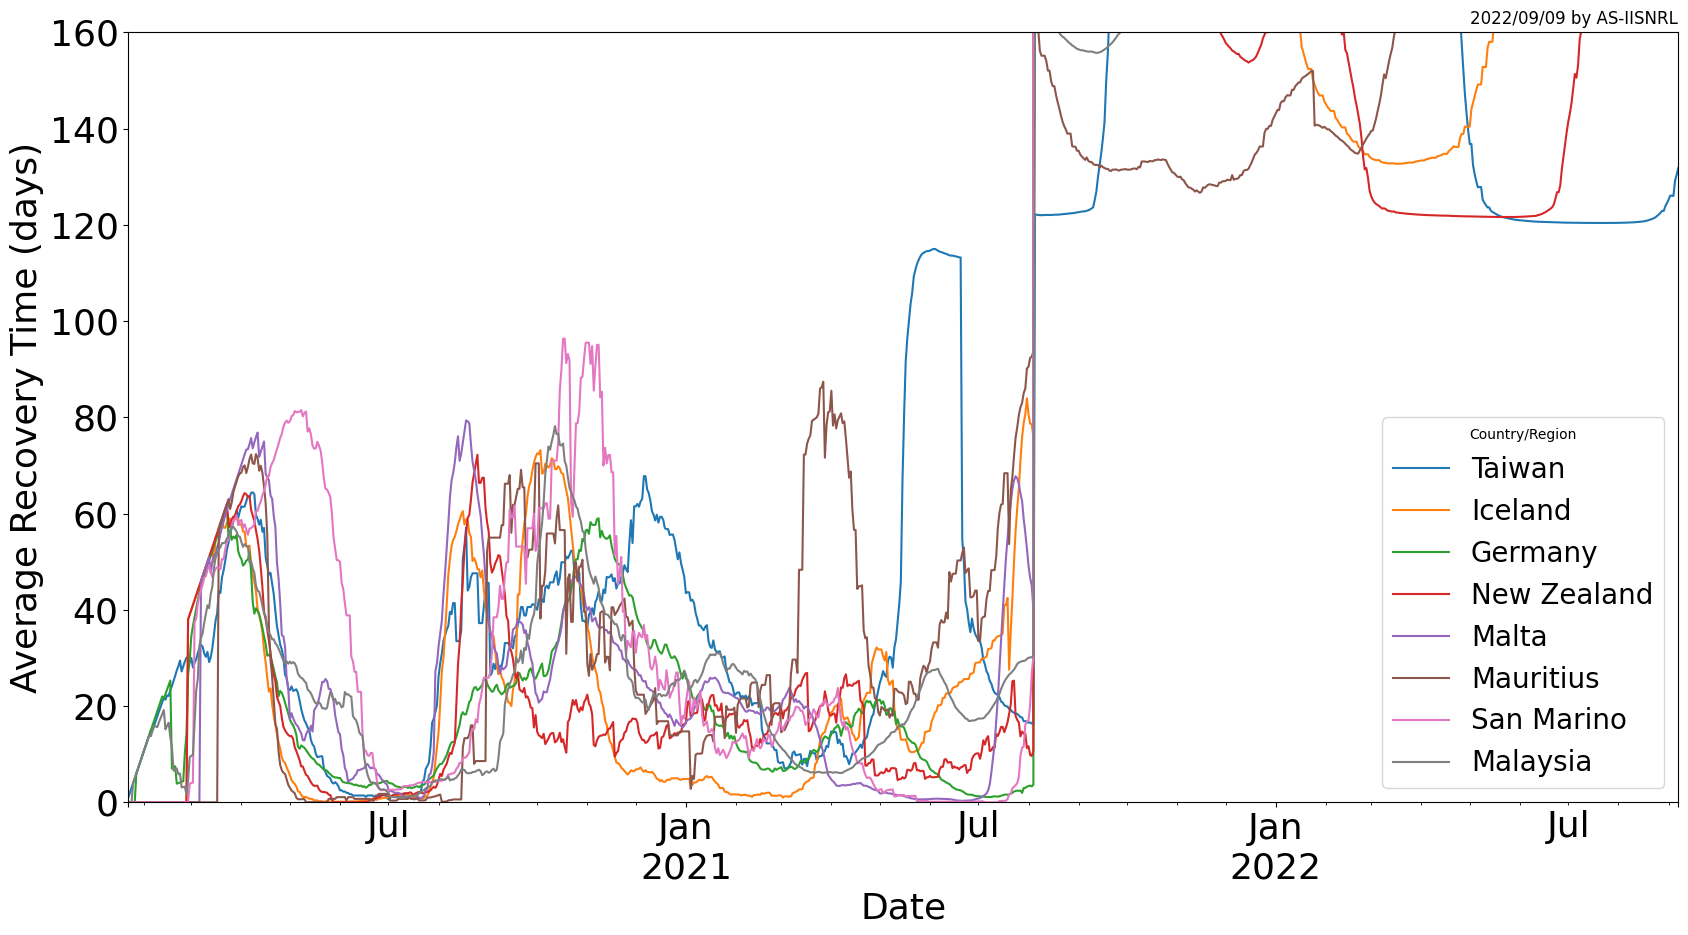 2022/09/09 by AS-IISNRL
160
140
120
100
80
60
40
20
0
Average Recovery Time (days)
Jul
Jan
2021
Jul
Jan
2022
Jul
Date
Country/Region
Taiwan
Iceland
Germany
New Zealand
Malta
Mauritius
San Marino
Malaysia